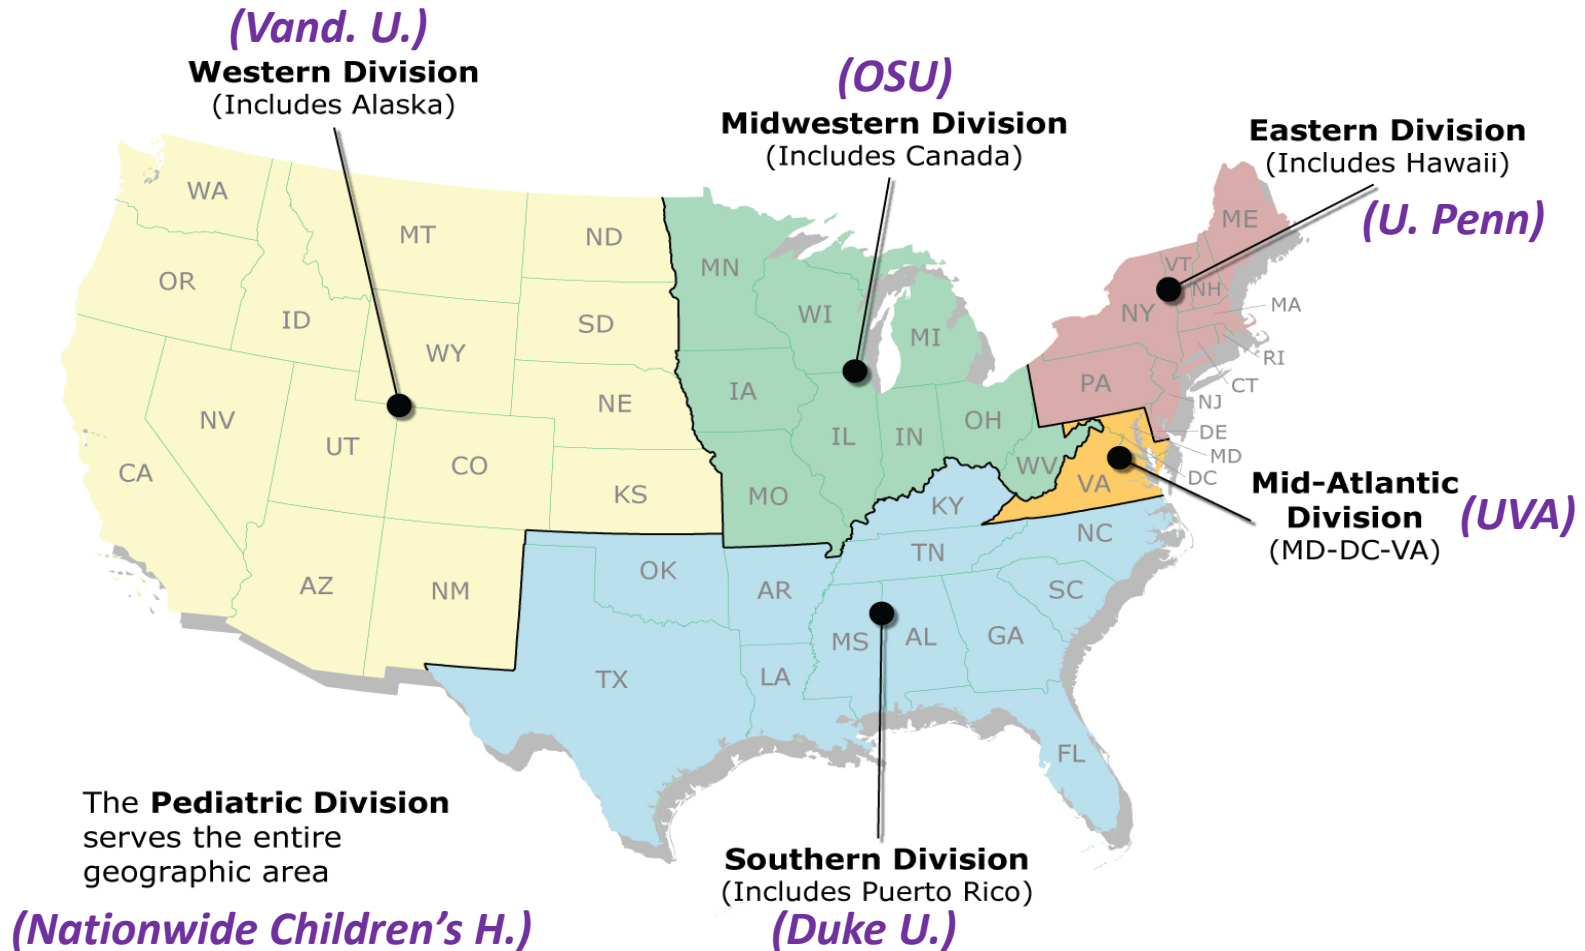 (Vand. U.)
Western Division
(Includes Alaska)
(OSU)
Midwestern Division
(Includes Canada)
Eastern Division
(Includes Hawaii)
(U. Penn)
WA
MT
ND
MN
OR
ID
SD
WI
MI
WY
NE
IA
NV
UT
CO
CA
KS
IL
IN
OH
MO
WV
KY
VA
ME
VT
NH
NY
MA
RI
CT
PA
NJ
DE
MD
DC
Mid-Atlantic
Division
(MD-DC-VA)
(UVA)
AZ
NM
OK
AR
TN
NC
SC
MS
AL
GA
TX
LA
FL
The Pediatric Division
serves the entire
geographic area
(Nationwide Children’s H.)
Southern Division
(Includes Puerto Rico)
(Duke U.)